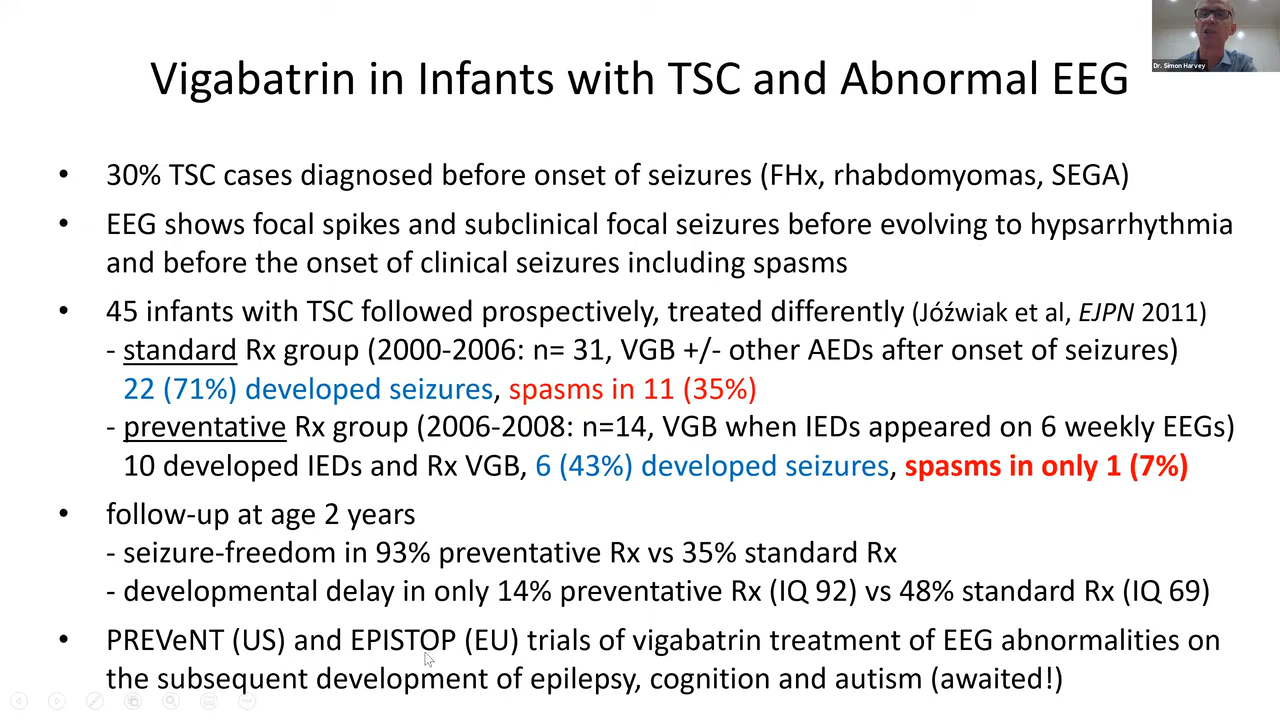 Dr. Simon Harvey
Vigabatrin in Infants with TSC and Abnormal EEG
• 30% TSC cases diagnosed before onset of seizures (FHx, rhabdomyomas, SEGA)
• EEG shows focal spikes and subclinical focal seizures before evolving to hypsarrhythmia
and before the onset of clinical seizures including spasms
• 45 infants with TSC followed prospectively, treated differently (Jóźwiak et al, EJPN 2011)
- standard Rx group (2000-2006: n= 31, VGB +/- other AEDs after onset of seizures)
22 (71%) developed seizures, spasms in 11 (35%)
- preventative Rx group (2006-2008: n=14, VGB when IEDs appeared on 6 weekly EEGs)
10 developed IEDs and Rx VGB, 6 (43%) developed seizures, spasms in only 1 (7%)
• follow-up at age 2 years
- seizure-freedom in 93% preventative Rx vs 35% standard Rx
- developmental delay in only 14% preventative Rx (IQ 92) vs 48% standard Rx (IQ 69)
• PREVeNT (US) and EPISTOP (EU) trials of vigabatrin treatment of EEG abnormalities on
the subsequent development of epilepsy, cognition and autism (awaited!)